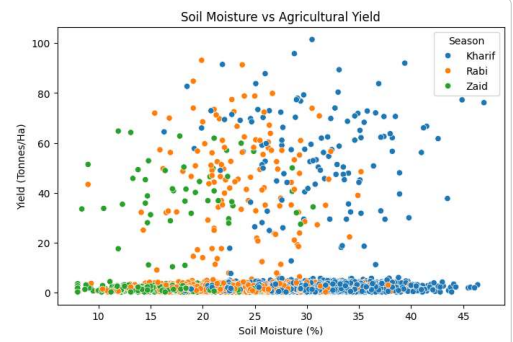 Soil Moisture vs Agricultural Yield
Season
Kharif
Rabi
Zaid
Yield (Tonnes/Ha)
100
80
60
40
20
0
10 15 20 25 30 35 40 45
Soil Moisture (%)